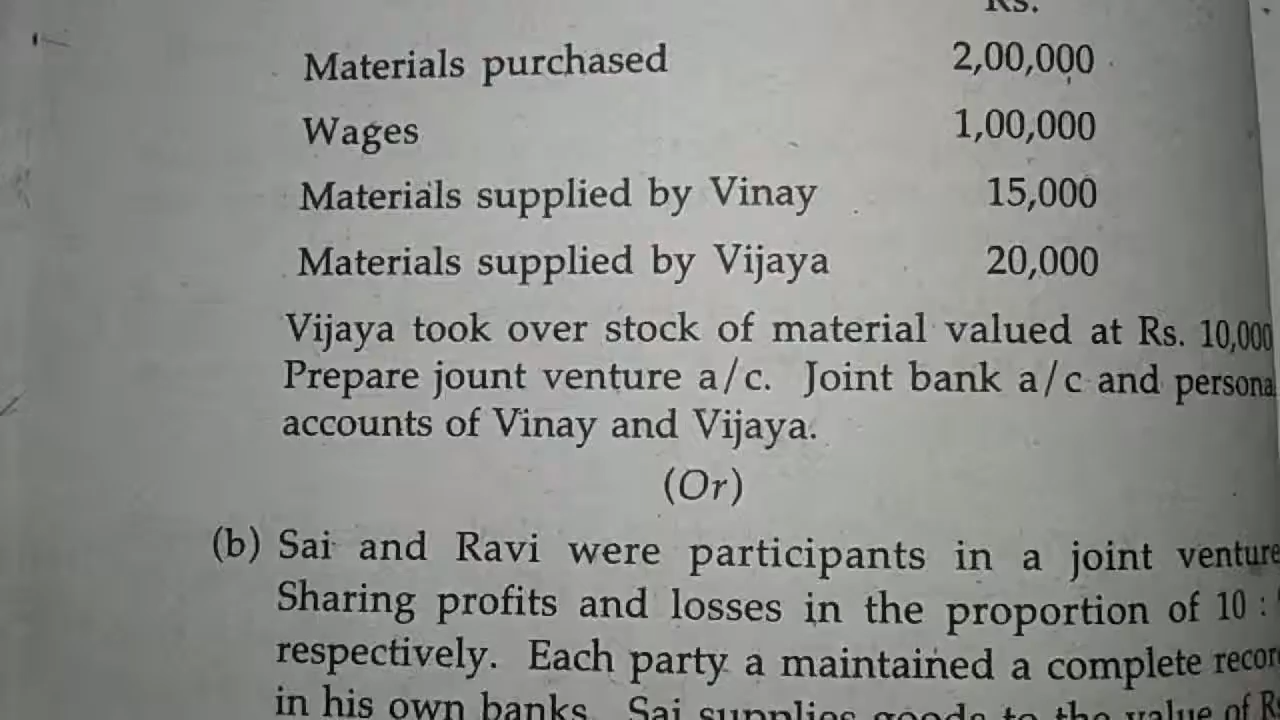 Rs.
Materials purchased 2,00,000
Wages 1,00,000
Materials supplied by Vinay 15,000
Materials supplied by Vijaya 20,000
Vijaya took over stock of material valued at Rs. 10,000
Prepare jount venture a/c. Joint bank a/c and persona
accounts of Vinay and Vijaya.
(Or)
(b) Sai and Ravi were participants in a joint venture
Sharing profits and losses in the proportion of 10 :
respectively. Each party a maintained a complete recor
in his own banks. Sai supplies goods to the value of R